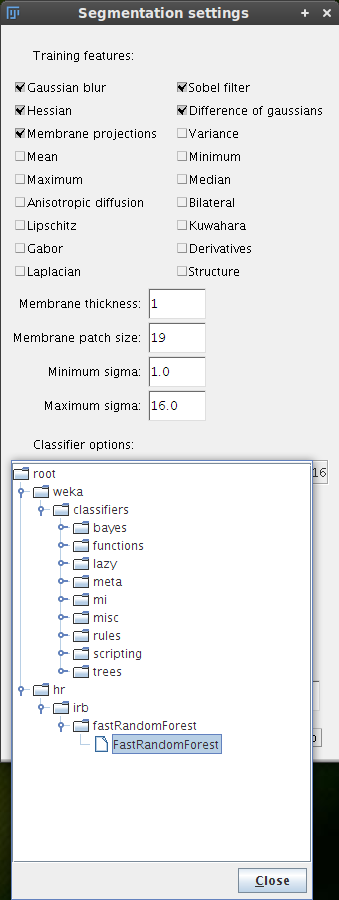 Segmentation settings
Training features:
Gaussian blur Sobel filter
Hessian Difference of gaussians
Membrane projections Variance
Mean Minimum
Maximum Median
Anisotropic diffusion Bilateral
Lipschitz Kuwahara
Gabor Derivatives
Laplacian Structure
Membrane thickness: 1
Membrane patch size: 19
Minimum sigma: 1.0
Maximum sigma: 16.0
Classifier options:
16
root
weka
classifiers
bayes
functions
lazy
meta
mi
misc
rules
scripting
trees
hr
irb
fastRandomForest
FastRandomForest
Close